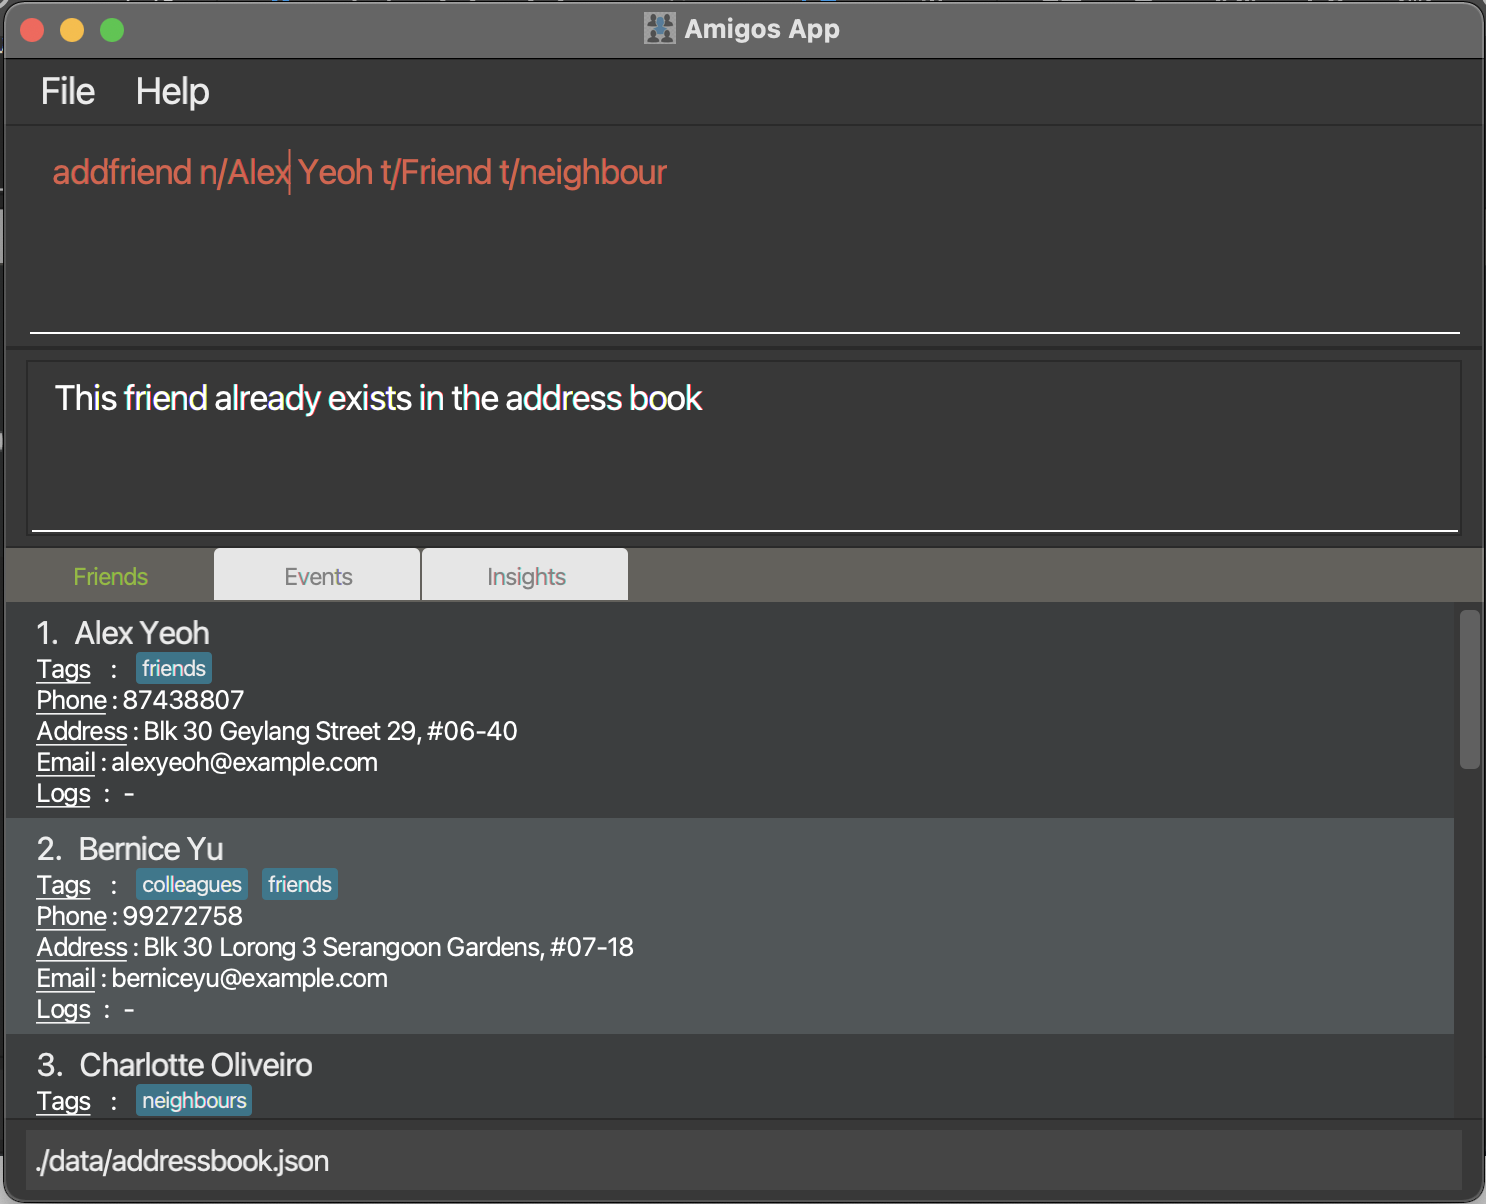 Amigos App
File Help
addfriend n/Alex Yeoh t/Friend t/neighbour
This friend already exists in the address book
Friends Events Insights
1. Alex Yeoh
Tags : friends
Phone : 87438807
Address : Blk 30 Geylang Street 29, #06-40
Email : alexyeoh@example.com
Logs : -
2. Bernice Yu
Tags : colleagues friends
Phone : 99272758
Address : Blk 30 Lorong 3 Serangoon Gardens, #07-18
Email : berniceyu@example.com
Logs : -
3. Charlotte Oliveiro
Tags : neighbours
./data/addressbook.json